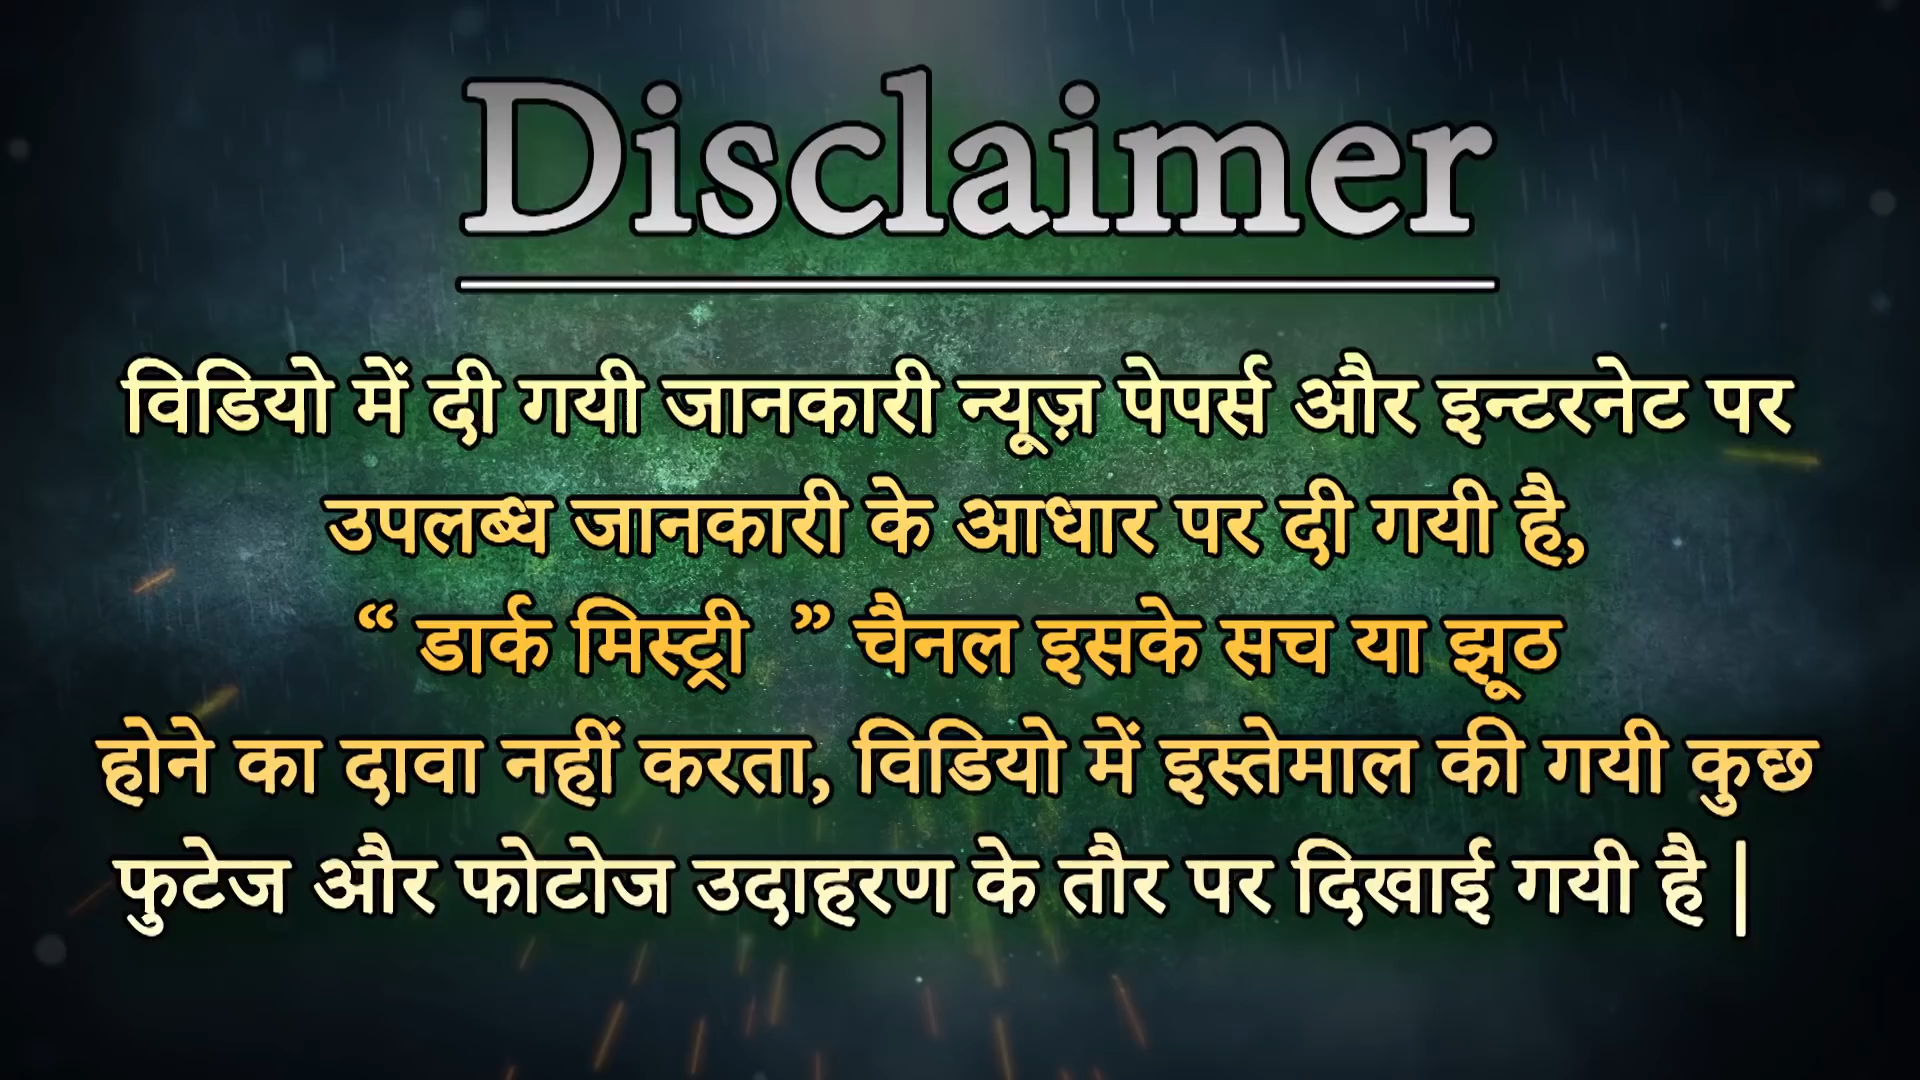 Disclaimer
विडियो में दी गयी जानकारी न्यूज़ पेपर्स और इन्टरनेट पर
उपलब्ध जानकारी के आधार पर दी गयी है,
“ डार्क मिस्ट्री ” चैनल इसके सच या झूठ
होने का दावा नहीं करता, विडियो में इस्तेमाल की गयी कुछ
फुटेज और फोटोज उदाहरण के तौर पर दिखाई गयी है |